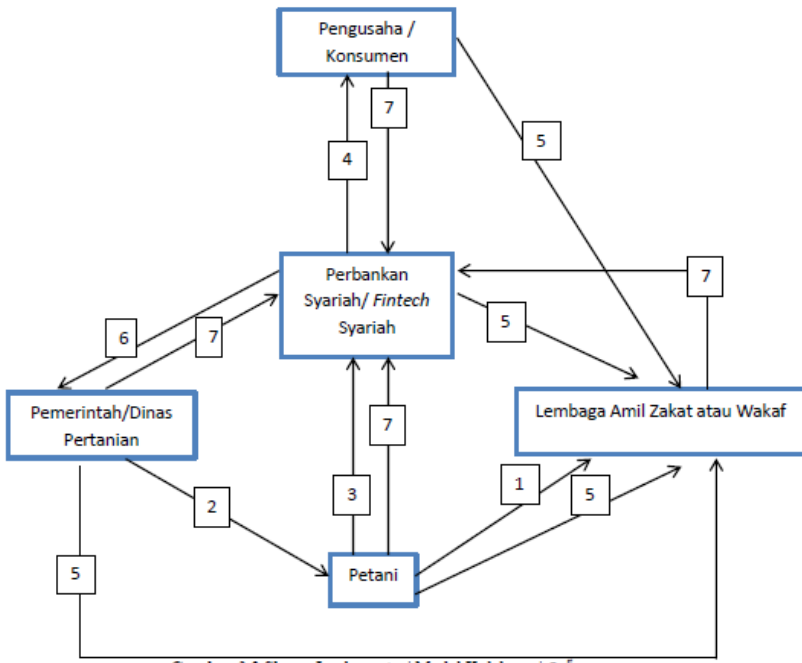 Pengusaha /
Konsumen
7
5
4
Perbankan
Syariah/ Fintech
Syariah
7
5
6
7
Pemerintah/Dinas
Pertanian
Lembaga Amil Zakat atau Wakaf
7
2
3
1
5
5
Petani